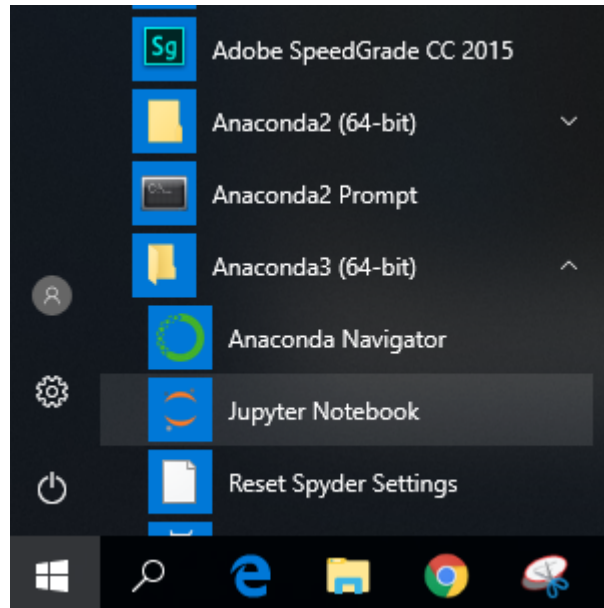 Sg Adobe SpeedGrade CC 2015
Anaconda2 (64-bit)
C:\_ Anaconda2 Prompt
Anaconda3 (64-bit)
Anaconda Navigator
Jupyter Notebook
Reset Spyder Settings